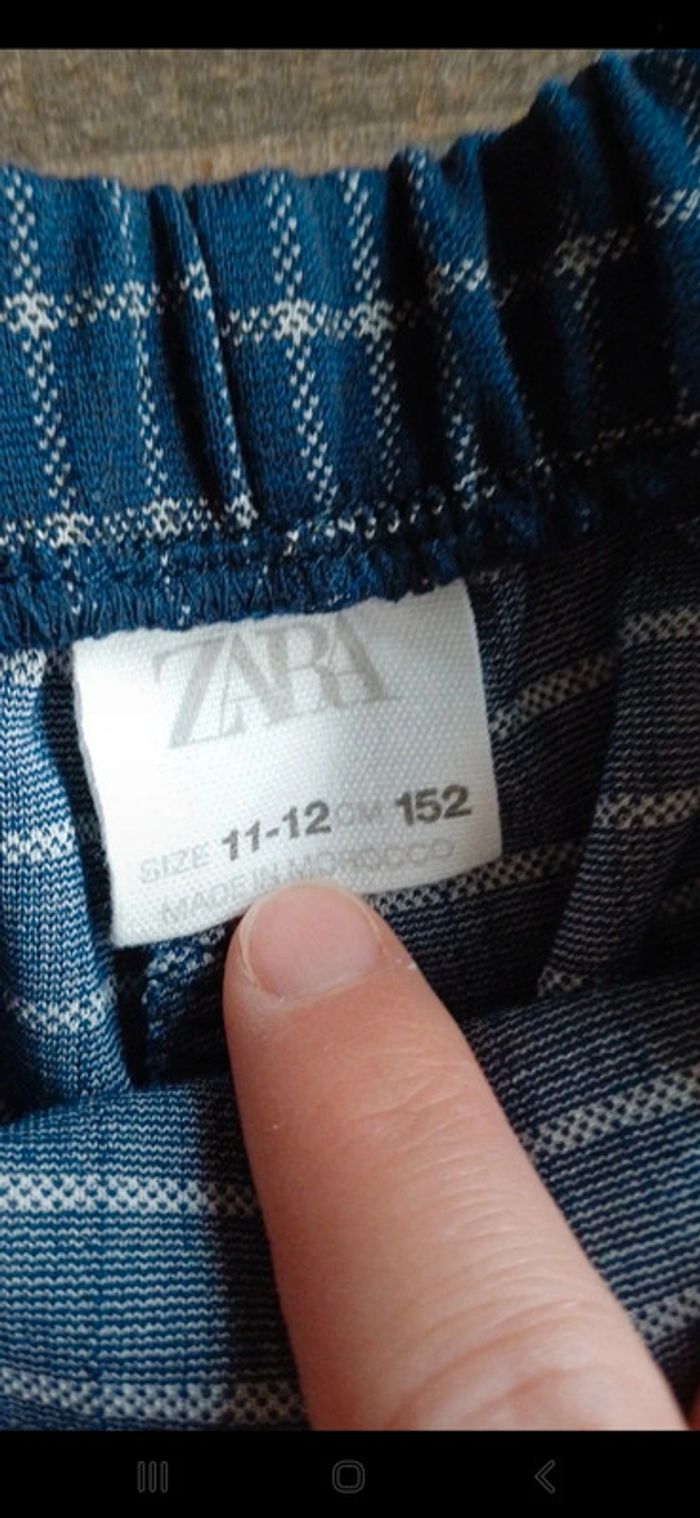 ZARA
SIZE 11-12 CM 152
MADE IN MOROCCO